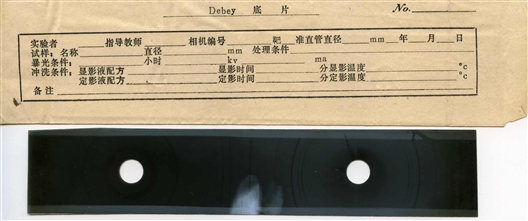 Debey 底片 No.
实验者 指导教师 相机编号 靶 准直管直径 mm 年 月 日
试样：名称 直径 mm 处理条件
暴光条件： 小时 kv ma
冲洗条件：显影液配方 显影时间 分显影温度 °c
定影液配方 定影时间 分定影温度 °c
备注